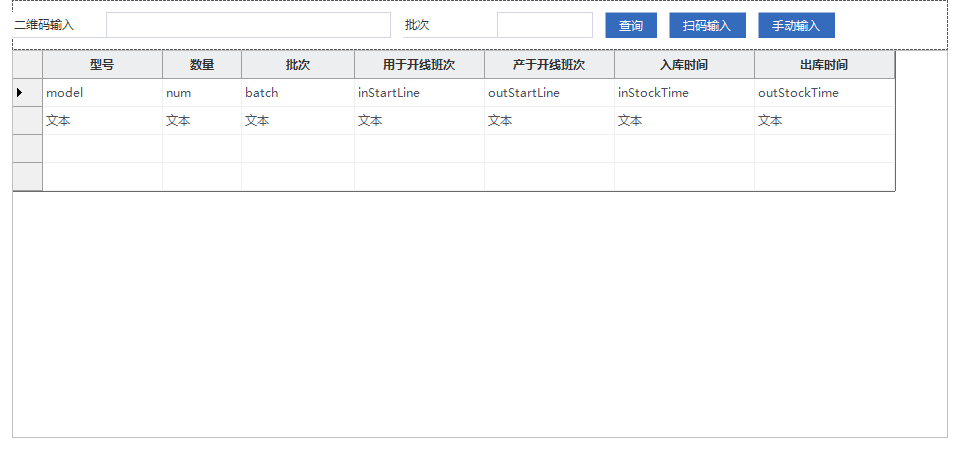 二维码输入 批次 查询 扫码输入 手动输入
型号 数量 批次 用于开线班次 产于开线班次 入库时间 出库时间
model num batch inStartLine outStartLine inStockTime outStockTime
文本 文本 文本 文本 文本 文本 文本